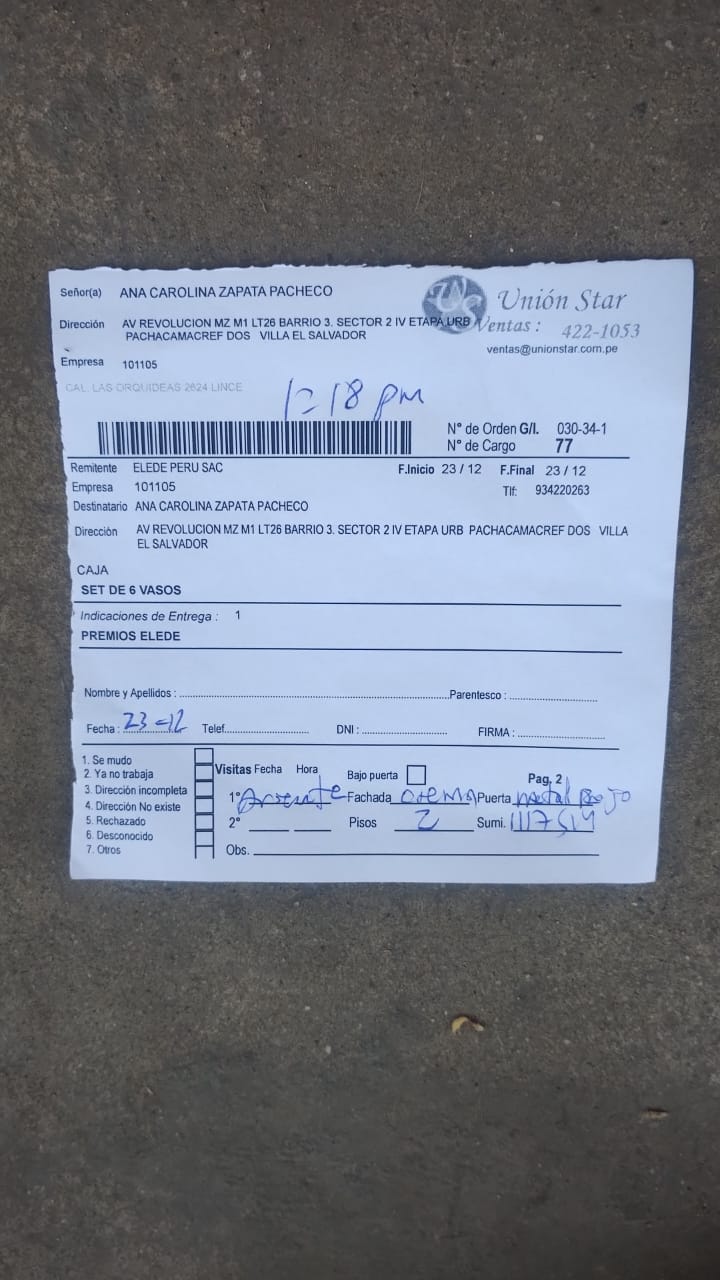 Señor(a) ANA CAROLINA ZAPATA PACHECO
Unión Star
Dirección AV REVOLUCION MZ M1 LT26 BARRIO 3. SECTOR 2 IV ETAPA URB
PACHACAMACREF DOS VILLA EL SALVADOR
Ventas : 422-1053
ventas@unionstar.com.pe
Empresa 101105
CAL. LAS ORQUIDEAS 2624 LINCE
18 pm
N° de Orden G/I. 030-34-1
N° de Cargo 77
Remitente ELEDE PERU SAC F.Inicio 23 / 12 F.Final 23 / 12
Empresa 101105 Tlf: 934220263
Destinatario ANA CAROLINA ZAPATA PACHECO
Dirección AV REVOLUCION MZ M1 LT26 BARRIO 3. SECTOR 2 IV ETAPA URB PACHACAMACREF DOS VILLA
EL SALVADOR
CAJA
SET DE 6 VASOS
Indicaciones de Entrega : 1
PREMIOS ELEDE
Nombre y Apellidos : Parentesco :
Fecha : 23-12 Telef. DNI : FIRMA :
1. Se mudo
2. Ya no trabaja
3. Dirección incompleta
4. Dirección No existe
5. Rechazado
6. Desconocido
7. Otros
Visitas Fecha Hora Bajo puerta Pag. 2
1° Fachada crema Puerta metal Rojo
2° Pisos 2 Sumi.
Obs.